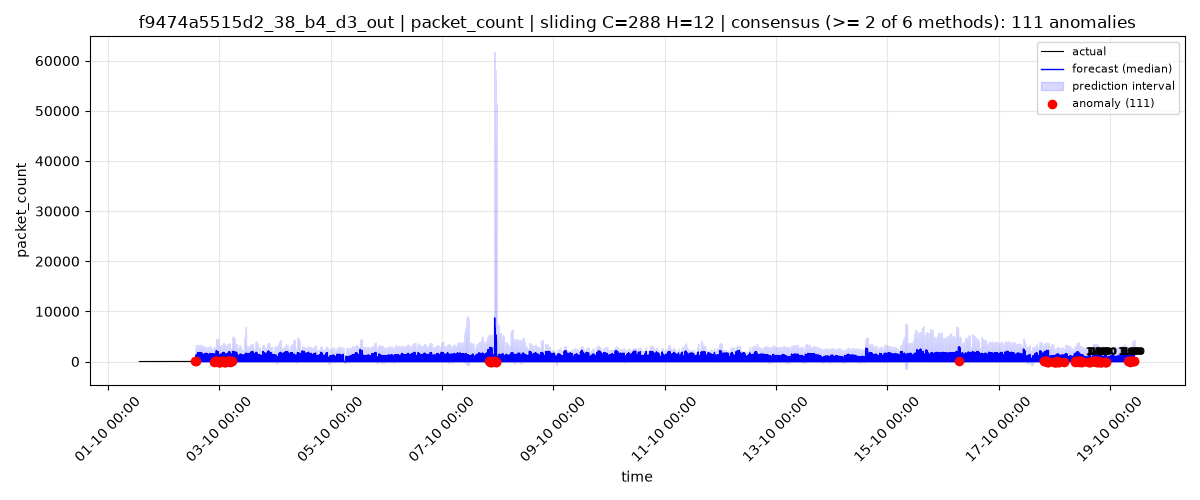 f9474a5515d2_38_b4_d3_out | packet_count | sliding C=288 H=12 | consensus (>= 2 of 6 methods): 111 anomalies
actual
forecast (median)
prediction interval
anomaly (111)
60000
50000
40000
30000
20000
10000
0
packet_count
01-10 00:00
03-10 00:00
05-10 00:00
07-10 00:00
09-10 00:00
11-10 00:00
13-10 00:00
15-10 00:00
17-10 00:00
19-10 00:00
time